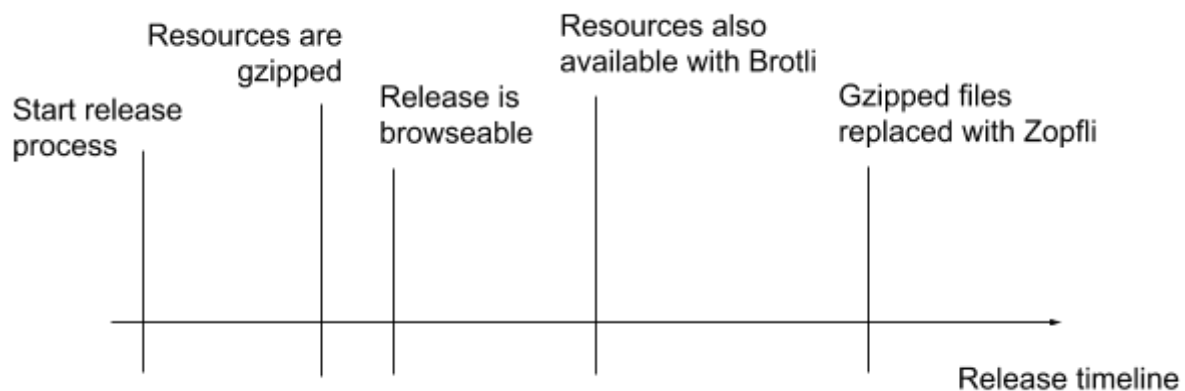 Start release
process
Resources are
gzipped
Release is
browseable
Resources also
available with Brotli
Gzipped files
replaced with Zopfli
Release timeline